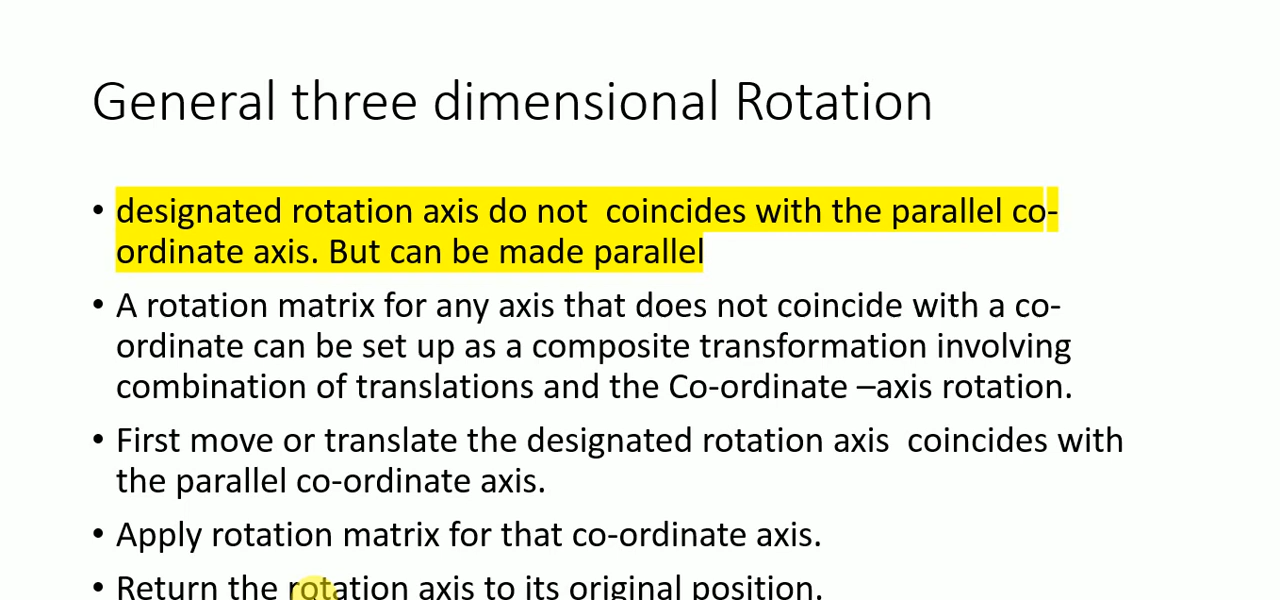 General three dimensional Rotation
• designated rotation axis do not  coincides with the parallel co-
ordinate axis. But can be made parallel
• A rotation matrix for any axis that does not coincide with a co-
ordinate can be set up as a composite transformation involving
combination of translations and the Co-ordinate –axis rotation.
• First move or translate the designated rotation axis  coincides with
the parallel co-ordinate axis.
• Apply rotation matrix for that co-ordinate axis.
• Return the rotation axis to its original position.